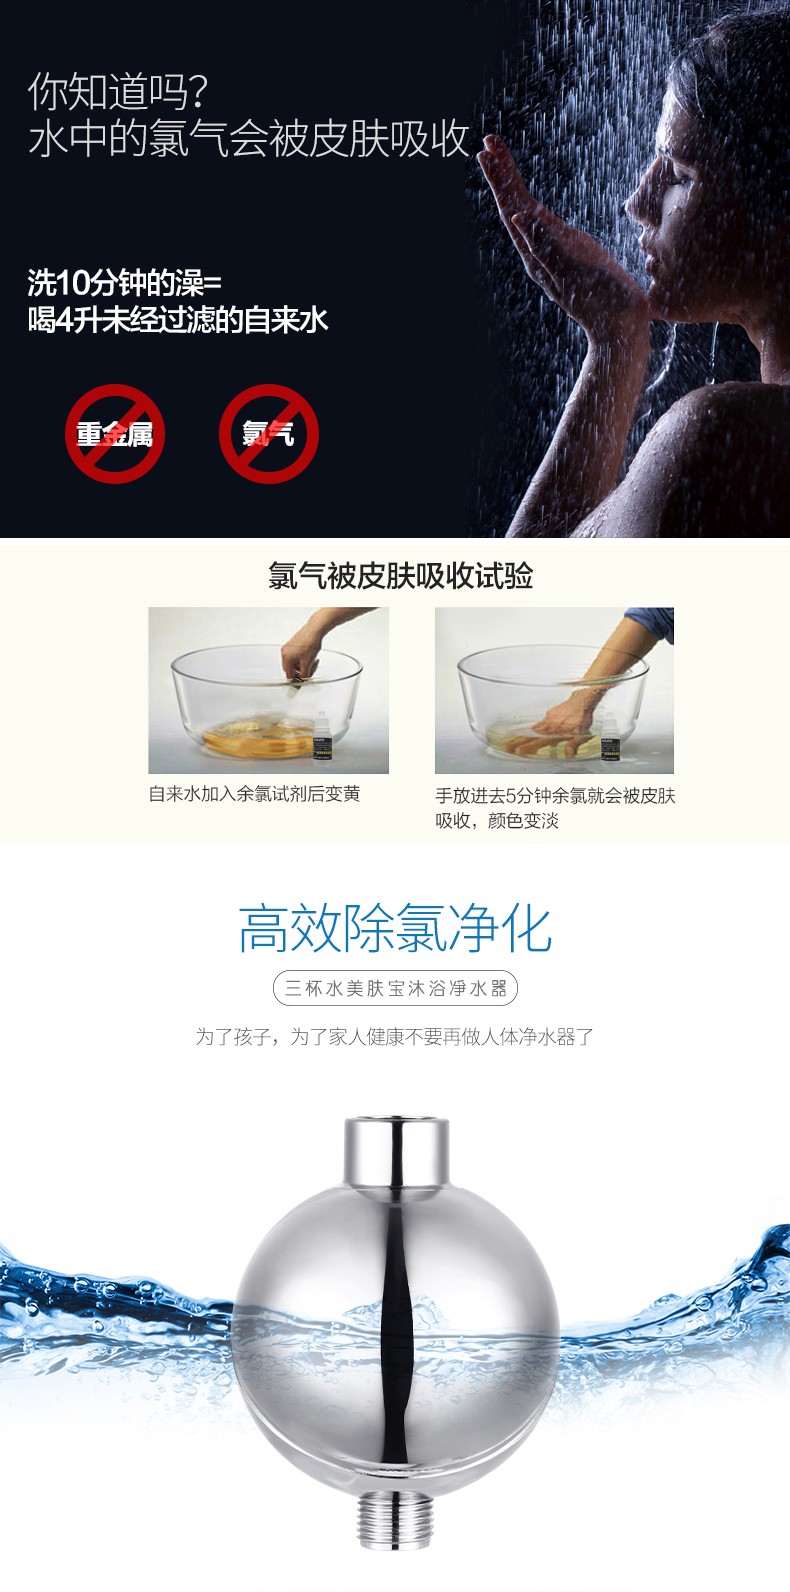 你知道吗?
水中的氯气会被皮肤吸收
洗10分钟的澡=
喝4升未经过滤的自来水
重金属
氯气
氯气被皮肤吸收试验
自来水加入余氯试剂后变黄
手放进去5分钟余氯就会被皮肤
吸收，颜色变淡
高效除氯净化
三杯水美肤宝沐浴净水器
为了孩子，为了家人健康不要再做人体净水器了